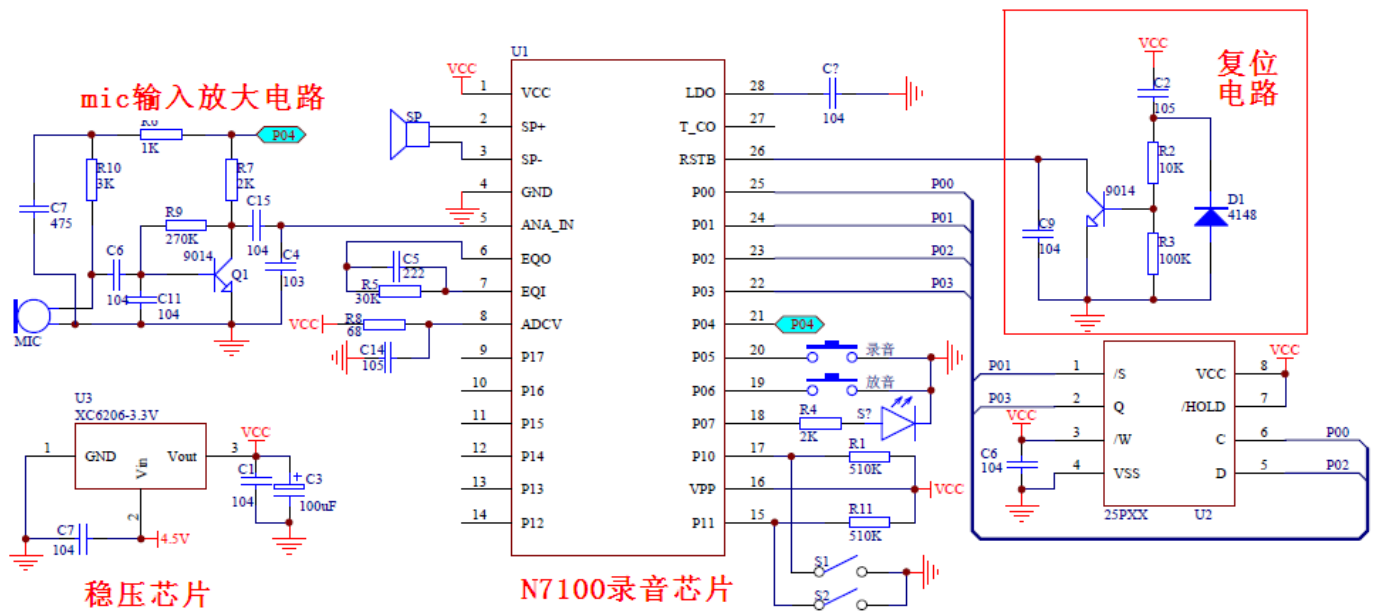 mic输入放大电路
R6
1K
P04
R10
3K
R7
2K
C7
475
R9
270K
C15
104
C6
104
9014
Q1
C11
104
C4
103
MIC
U1
VCC
SP
1
2
3
4
5
6
7
8
9
10
11
12
13
14
VCC
SP+
SP-
GND
ANA_IN
EQO
EQI
ADCV
P17
P16
P15
P14
P13
P12
C5
222
R5
30K
VCC
R8
68
C14
105
LDO
T_CO
RSTB
P00
P01
P02
P03
P04
P05
P06
P07
P10
VPP
P11
28
27
26
25
24
23
22
21
20
19
18
17
16
15
C?
104
P00
P01
P02
P03
P04
录音
放音
R4
2K
S?
R1
510K
VCC
R11
510K
S1
S2
N7100录音芯片
复位
电路
VCC
C2
105
R2
10K
9014
C9
104
R3
100K
D1
4148
P01
P03
VCC
C6
104
1
2
3
4
/S
Q
/W
VSS
VCC
/HOLD
C
D
8
7
6
5
VCC
P00
P02
25PXX
U2
U3
XC6206-3.3V
1
GND
Vin
Vout
3
2
VCC
C1
104
C3
+
100uF
C7
104
4.5V
稳压芯片